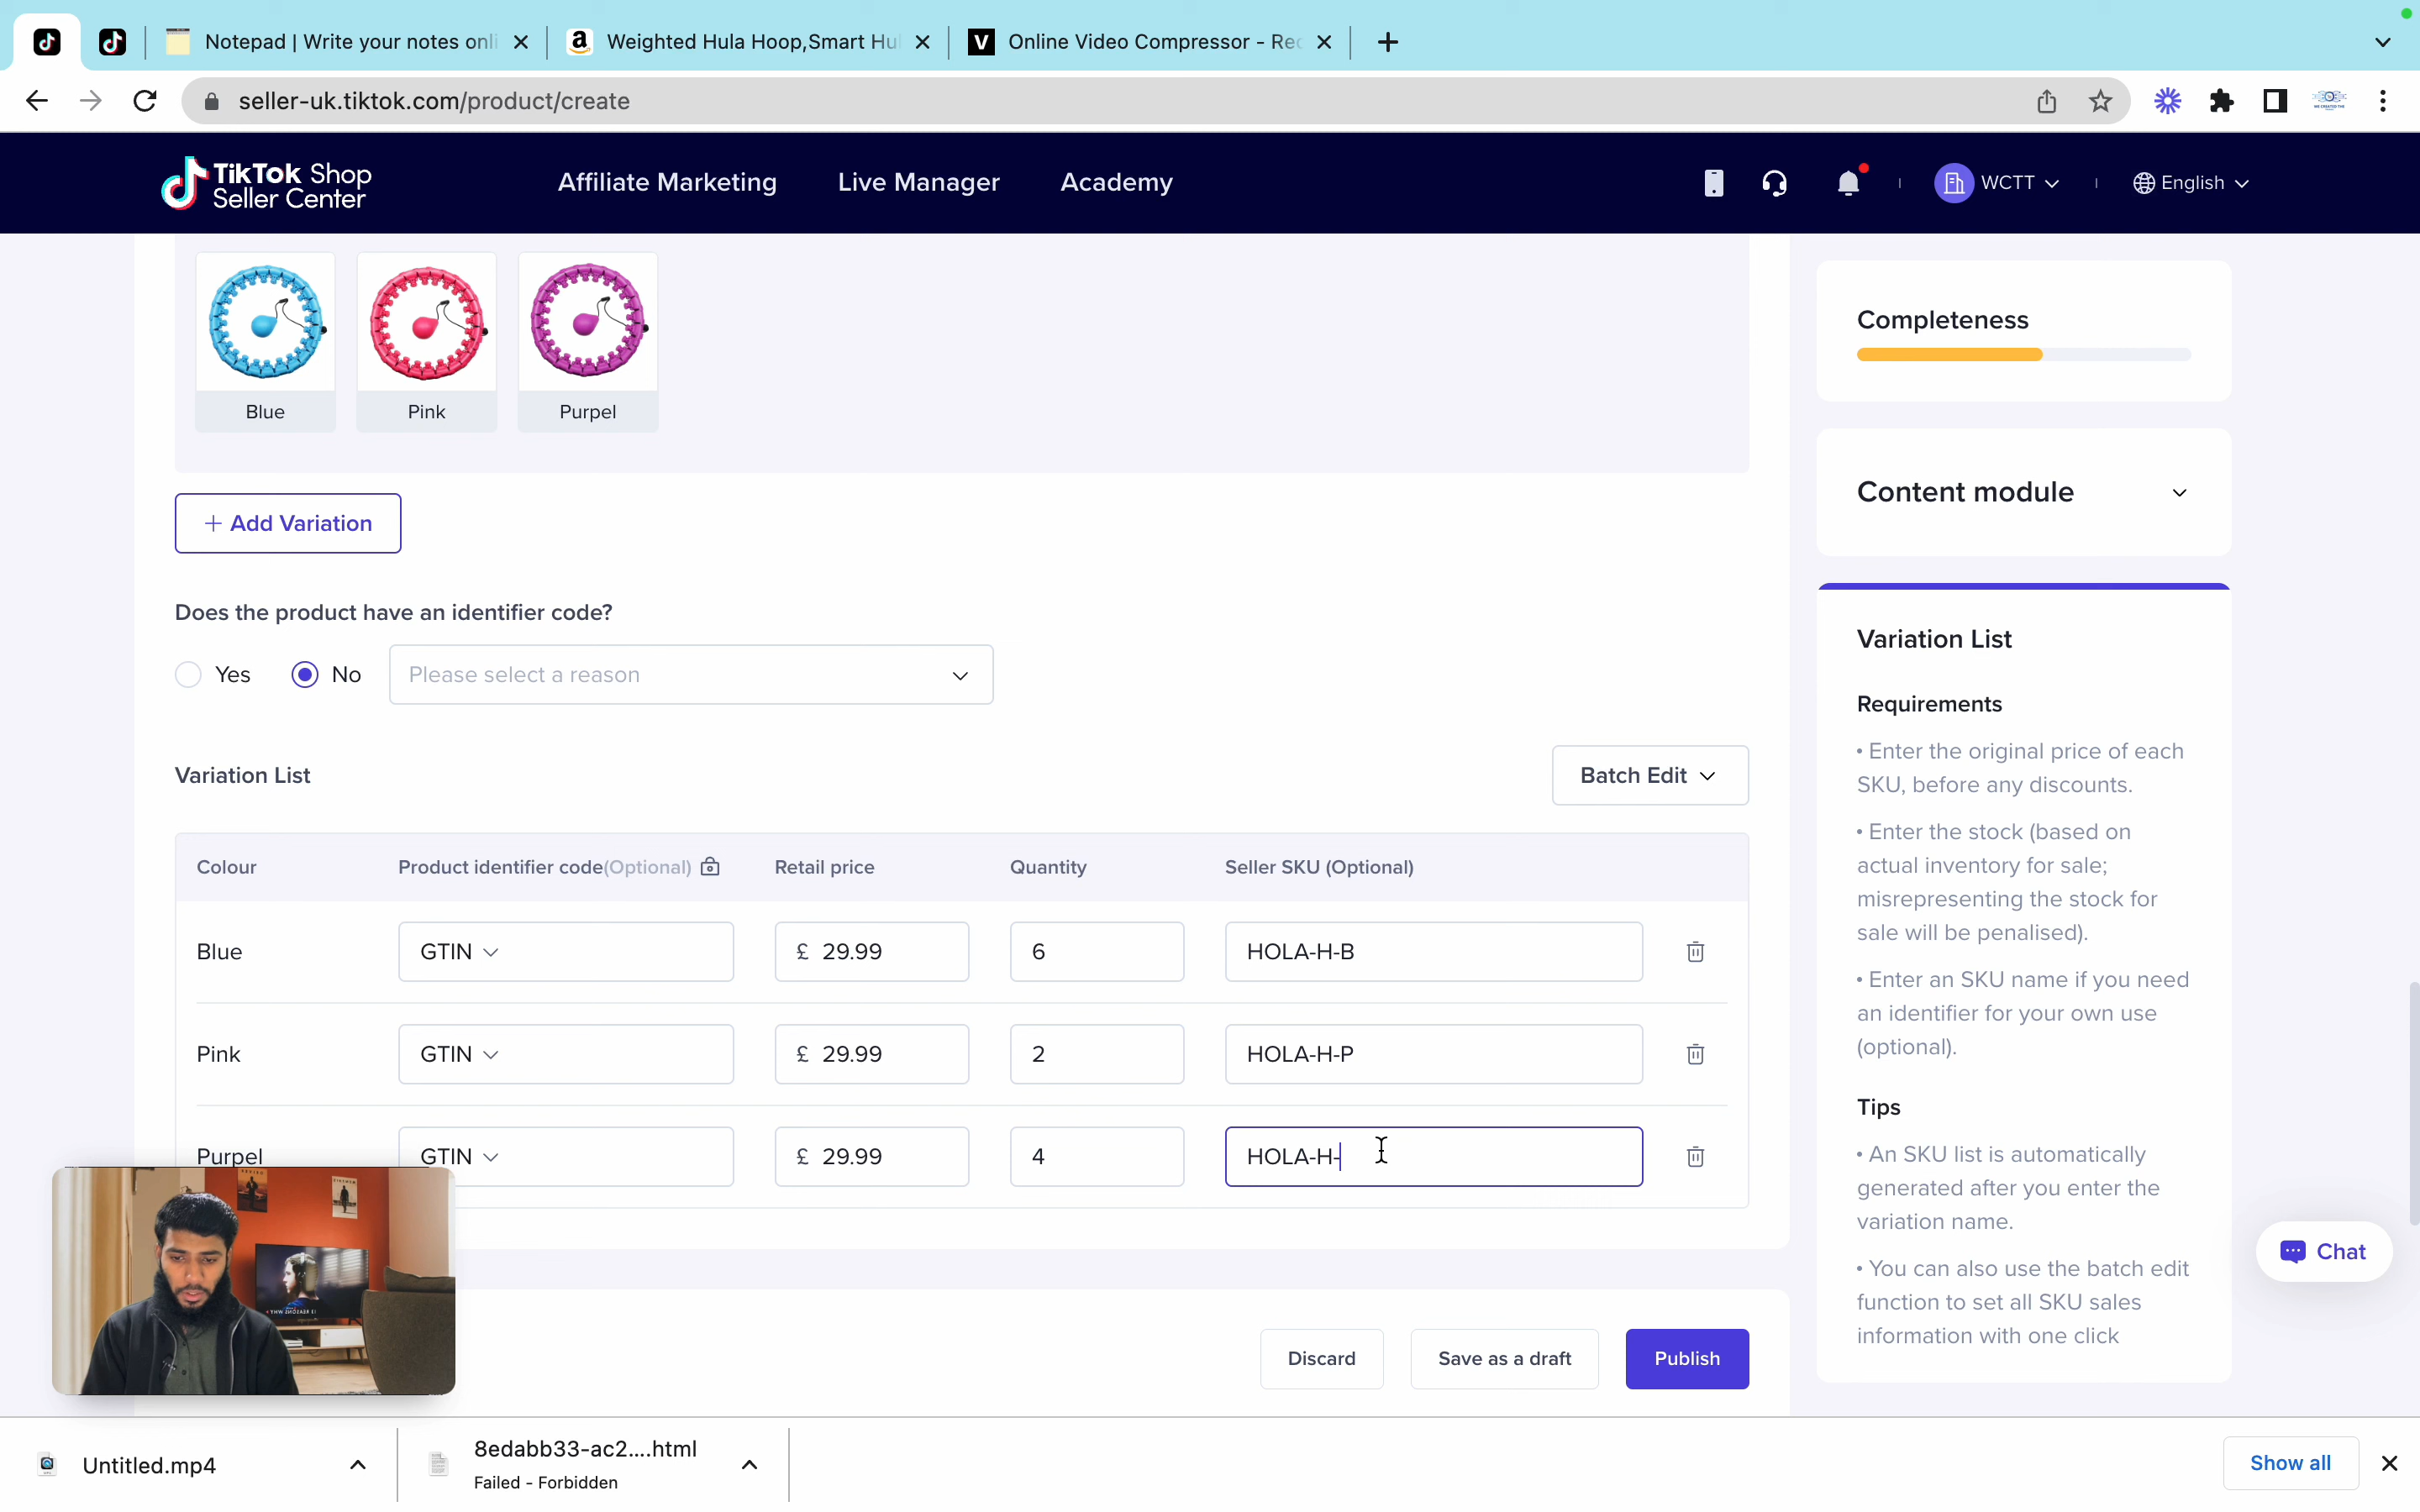 Notepad | Write your notes onli
Weighted Hula Hoop,Smart Hul
Online Video Compressor - Red
seller-uk.tiktok.com/product/create
TikTok Shop
Seller Center
Affiliate Marketing
Live Manager
Academy
WCTT
English
Blue
Pink
Purpel
+ Add Variation
Does the product have an identifier code?
Yes
No
Please select a reason
Variation List
Batch Edit
Colour
Product identifier code(Optional)
Retail price
Quantity
Seller SKU (Optional)
Blue
GTIN
£ 29.99
6
HOLA-H-B
Pink
GTIN
£ 29.99
2
HOLA-H-P
Purpel
GTIN
£ 29.99
4
HOLA-H-
Discard
Save as a draft
Publish
Completeness
Content module
Variation List
Requirements
• Enter the original price of each
SKU, before any discounts.
• Enter the stock (based on
actual inventory for sale;
misrepresenting the stock for
sale will be penalised).
• Enter an SKU name if you need
an identifier for your own use
(optional).
Tips
• An SKU list is automatically
generated after you enter the
variation name.
• You can also use the batch edit
function to set all SKU sales
information with one click
Chat
Untitled.mp4
8edabb33-ac2....html
Failed - Forbidden
Show all